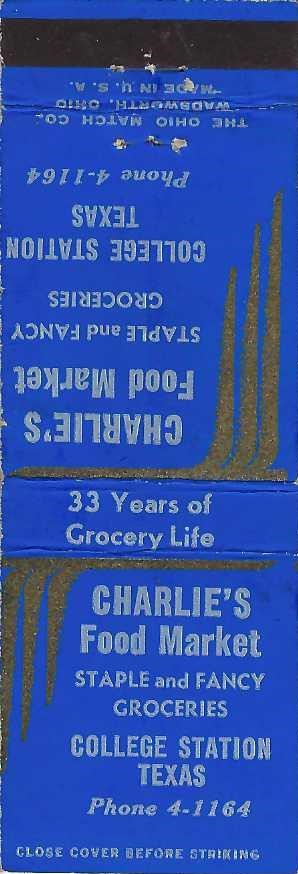 THE OHIO MATCH CO.
WADSWORTH, OHIO
MADE IN U. S. A.
CHARLIE'S
Food Market
STAPLE and FANCY
GROCERIES
COLLEGE STATION
TEXAS
Phone 4-1164
33 Years of
Grocery Life
CHARLIE'S
Food Market
STAPLE and FANCY
GROCERIES
COLLEGE STATION
TEXAS
Phone 4-1164
CLOSE COVER BEFORE STRIKING